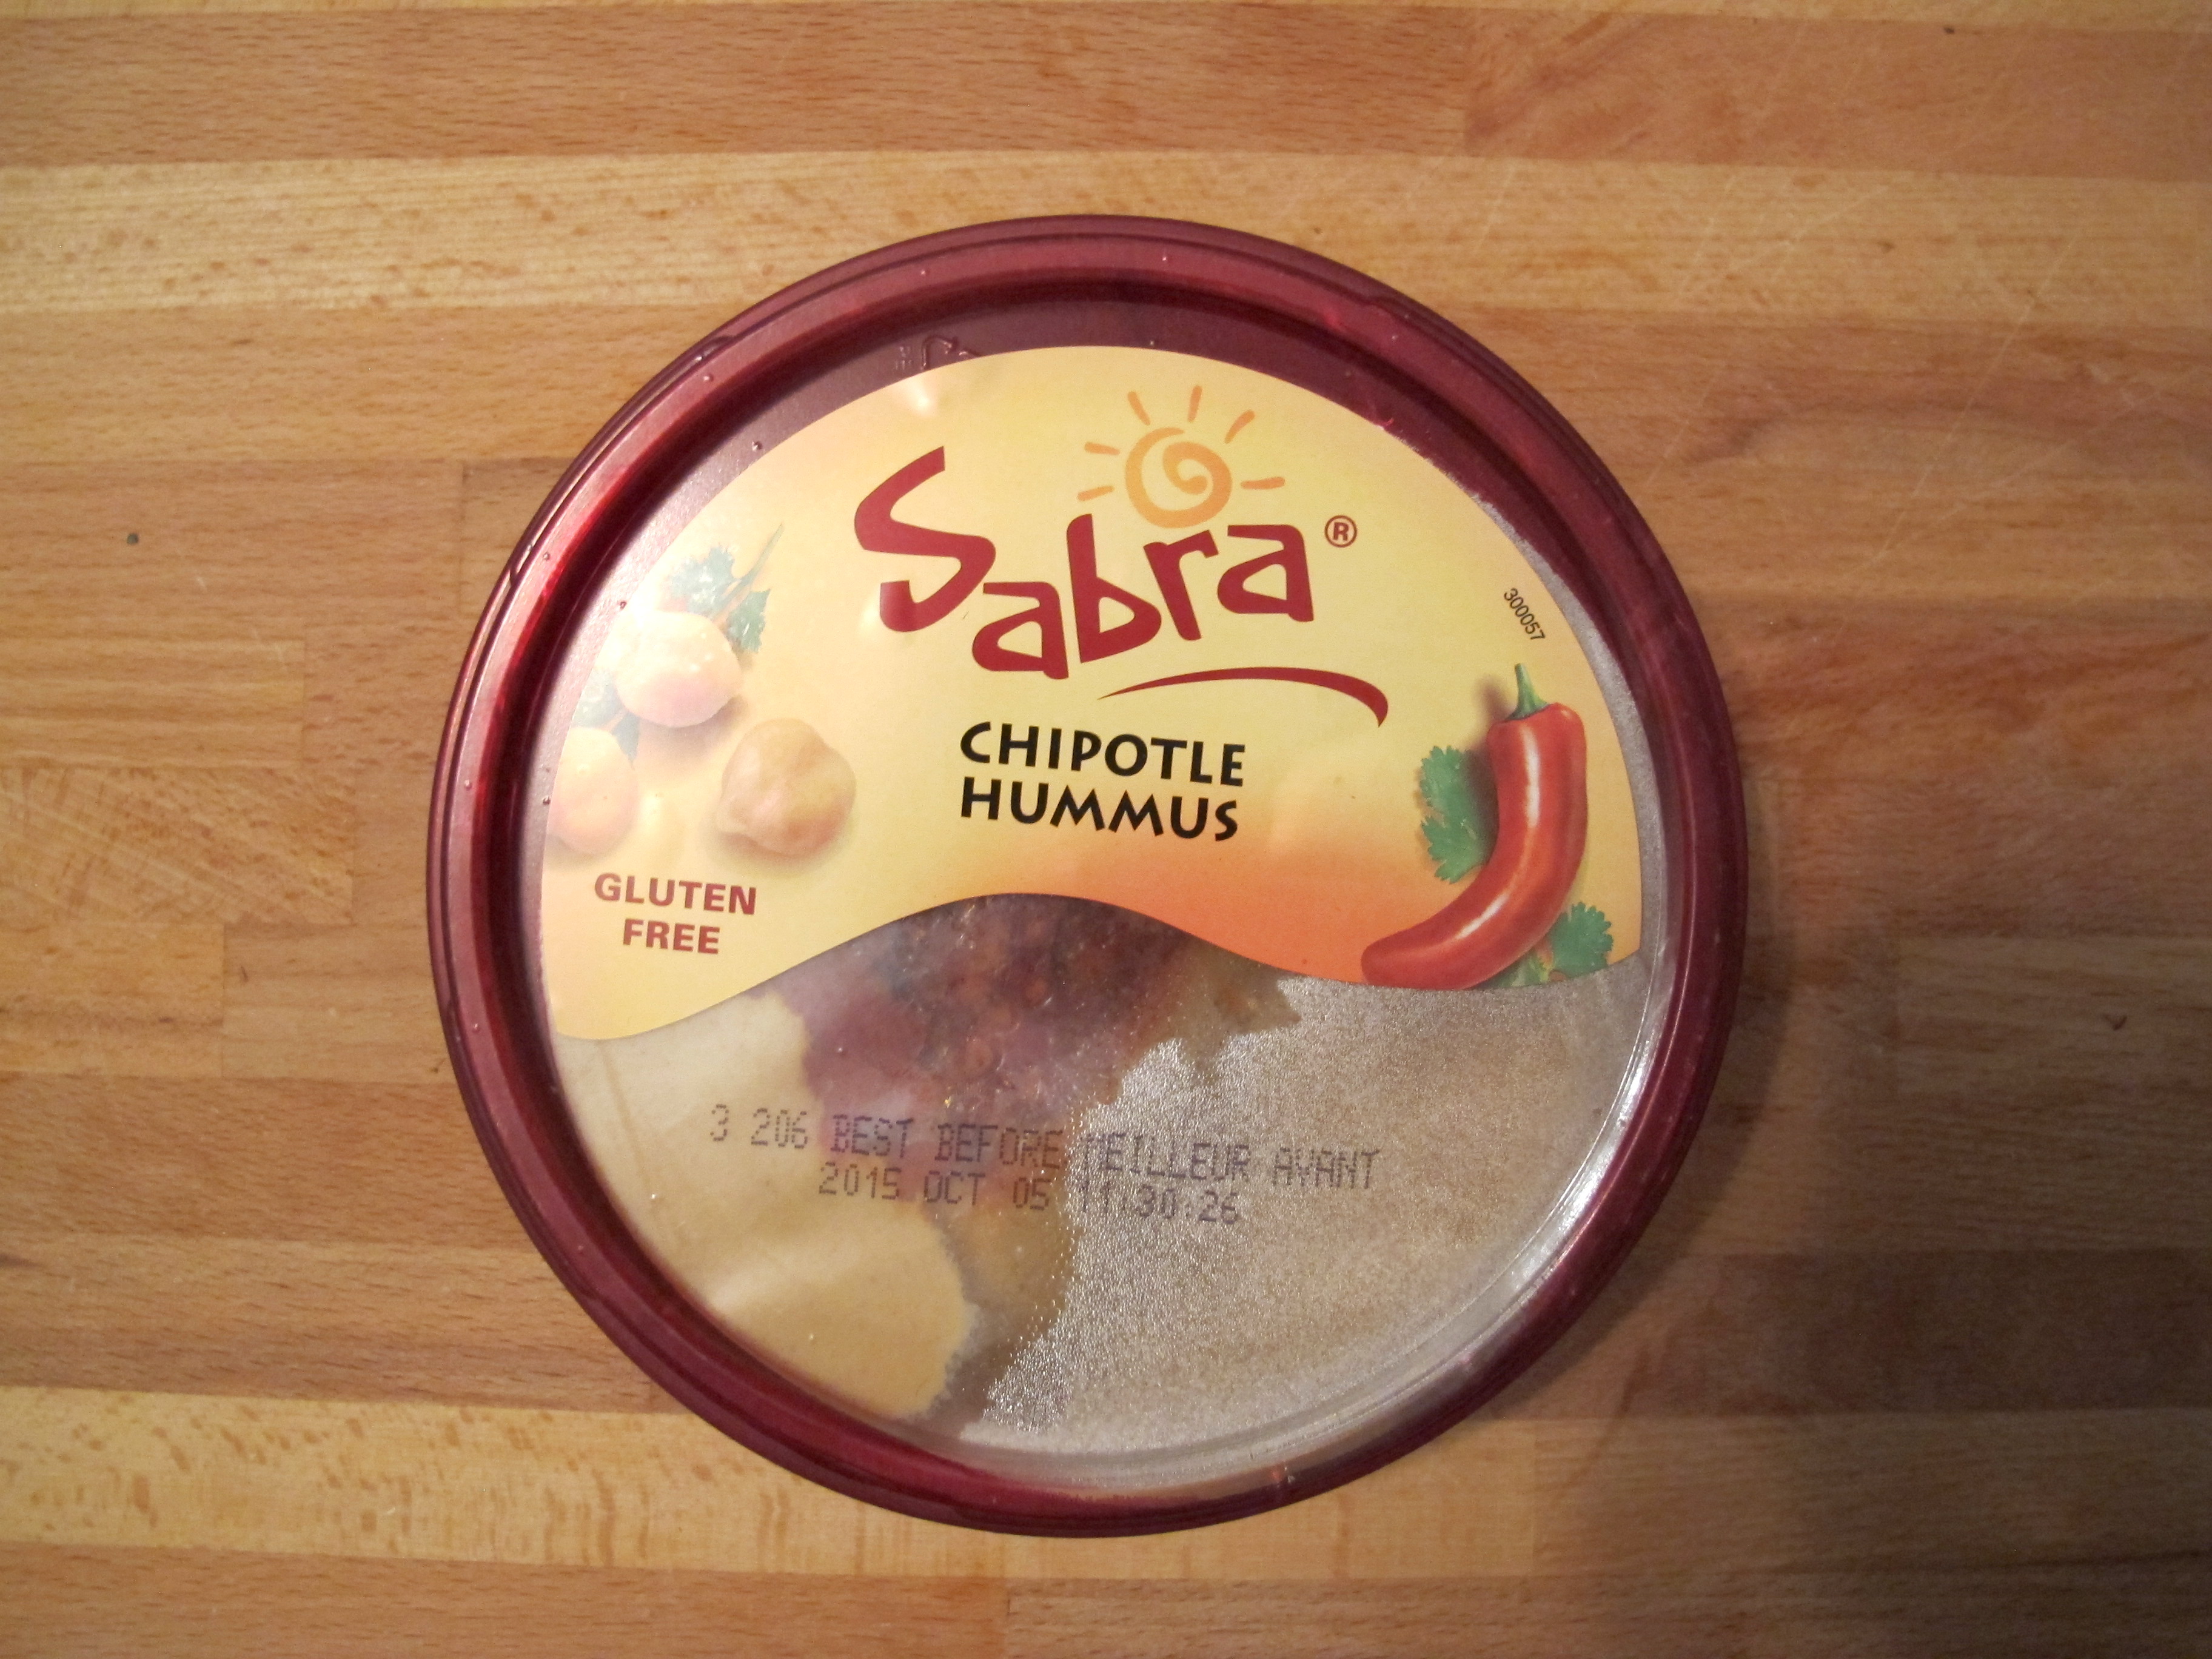 Sabra®
300057
CHIPOTLE
HUMMUS
GLUTEN
FREE
3 206 BEST BEFORE MEILLEUR AVANT
2015 OCT 05 11:30:26